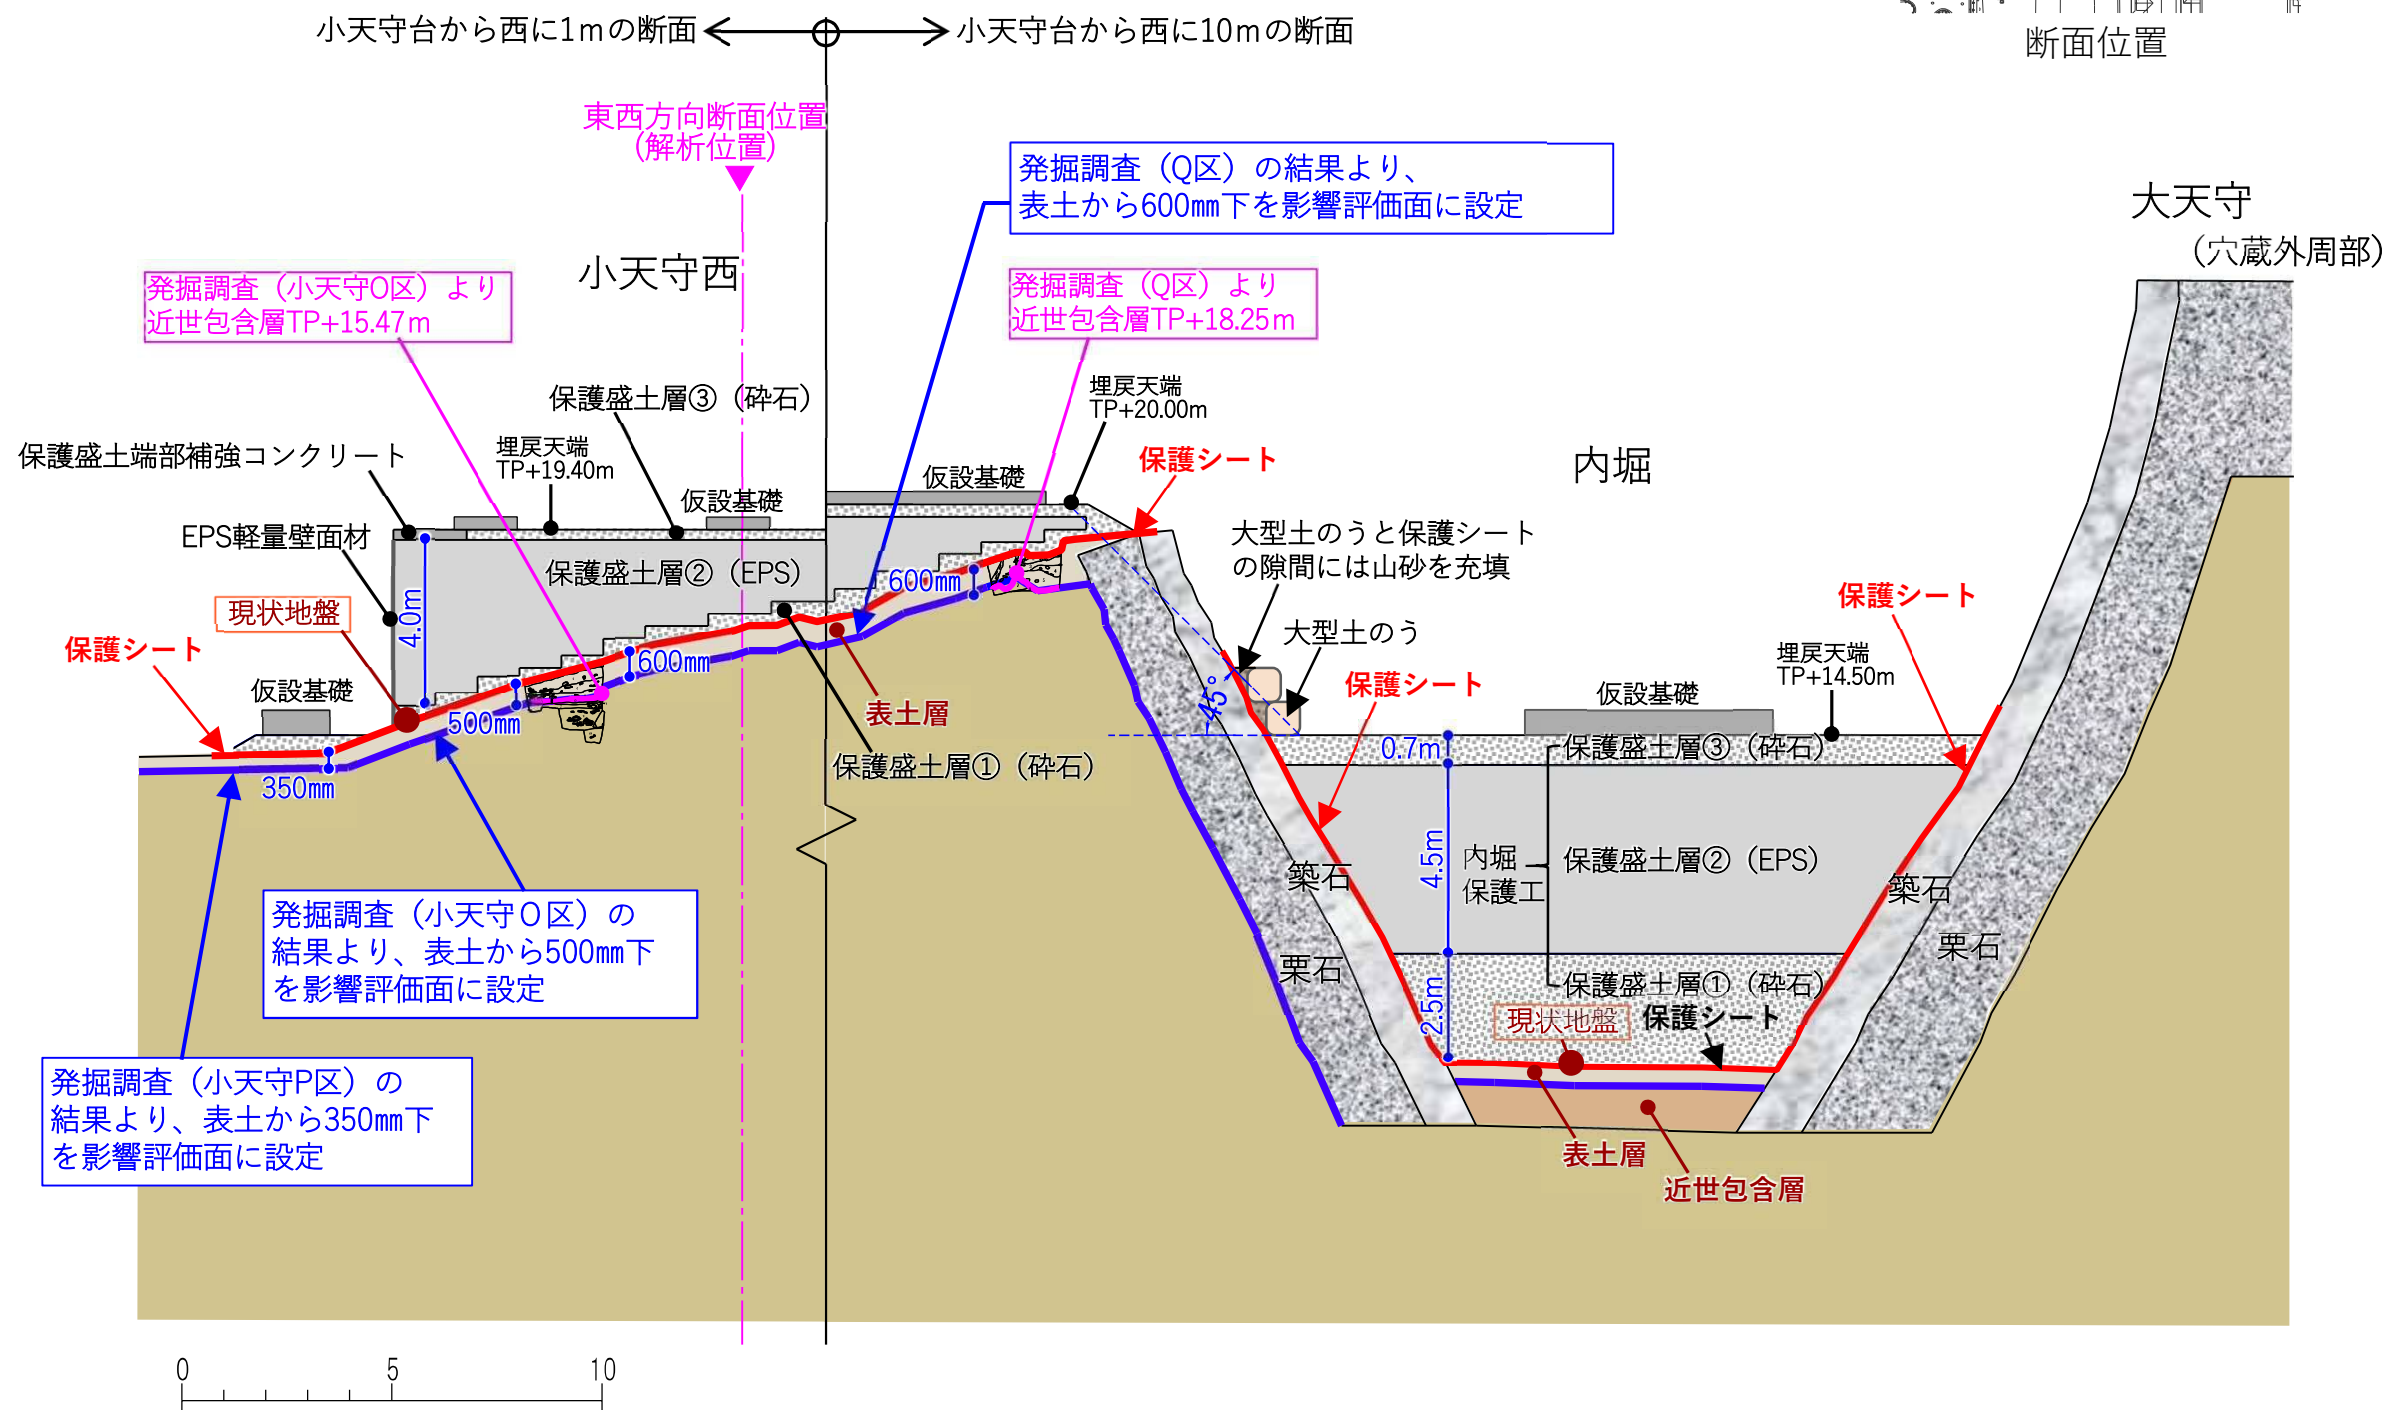 小天守台から西に1mの断面
小天守台から西に10mの断面
断面位置
東西方向断面位置
(解析位置)
発掘調査（Q区）の結果より、
表土から600㎜下を影響評価面に設定
大天守
（穴蔵外周部）
小天守西
発掘調査（小天守O区）より
近世包含層TP+15.47m
発掘調査（Q区）より
近世包含層TP+18.25m
保護盛土層③（砕石）
埋戻天端
TP+20.00m
保護盛土端部補強コンクリート
埋戻天端
TP+19.40m
仮設基礎
仮設基礎
保護シート
内堀
EPS軽量壁面材
保護盛土層②（EPS）
大型土のうと保護シート
の隙間には山砂を充填
現状地盤
4.0m
600㎜
保護シート
大型土のう
保護シート
600㎜
45°
保護シート
埋戻天端
TP+14.50m
仮設基礎
500㎜
表土層
仮設基礎
350㎜
保護盛土層①（砕石）
0.7m
保護盛土層③（砕石）
築石
4.5m
内堀
保護工
保護盛土層②（EPS）
築石
発掘調査（小天守O区）の
結果より、表土から500㎜下
を影響評価面に設定
栗石
栗石
2.5m
保護盛土層①（砕石）
現状地盤
保護シート
発掘調査（小天守P区）の
結果より、表土から350㎜下
を影響評価面に設定
表土層
近世包含層
0 5 10